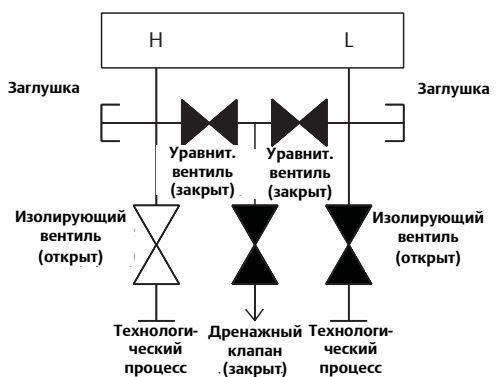 H
L
Заглушка
Заглушка
Уравнит.
вентиль
(закрыт)
Уравнит.
вентиль
(закрыт)
Изолирующий
вентиль
(открыт)
Изолирующий
вентиль
(открыт)
Технологи-
ческий
процесс
Дренажный
клапан
(закрыт)
Технологи-
ческий
процесс